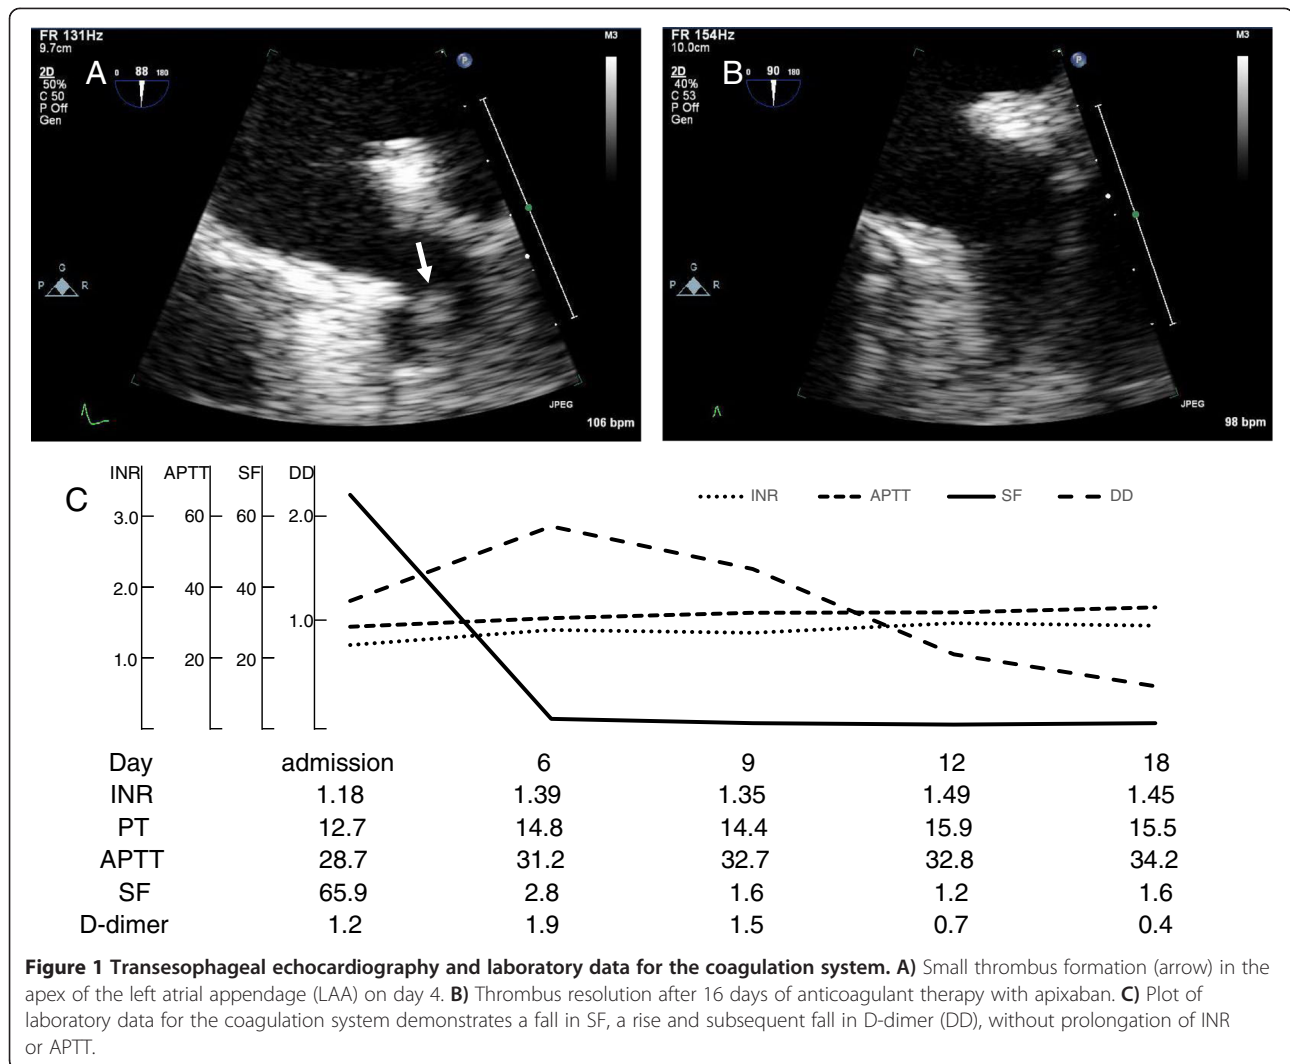 FR 131Hz
9.7cm
M3
2D
50%
C 50
P Off
Gen
A
0 88 180
P
G
P R
JPEG
106 bpm
FR 154Hz
10.0cm
M3
2D
40%
C 53
P Off
Gen
B
0 90 180
P
G
P R
JPEG
98 bpm
C
INR APTT SF DD
INR APTT SF DD
3.0 60 60 2.0
2.0 40 40
1.0
1.0 20 20
Day admission 6 9 12 18
INR 1.18 1.39 1.35 1.49 1.45
PT 12.7 14.8 14.4 15.9 15.5
APTT 28.7 31.2 32.7 32.8 34.2
SF 65.9 2.8 1.6 1.2 1.6
D-dimer 1.2 1.9 1.5 0.7 0.4
Figure 1 Transesophageal echocardiography and laboratory data for the coagulation system. A) Small thrombus formation (arrow) in the
apex of the left atrial appendage (LAA) on day 4. B) Thrombus resolution after 16 days of anticoagulant therapy with apixaban. C) Plot of
laboratory data for the coagulation system demonstrates a fall in SF, a rise and subsequent fall in D-dimer (DD), without prolongation of INR
or APTT.